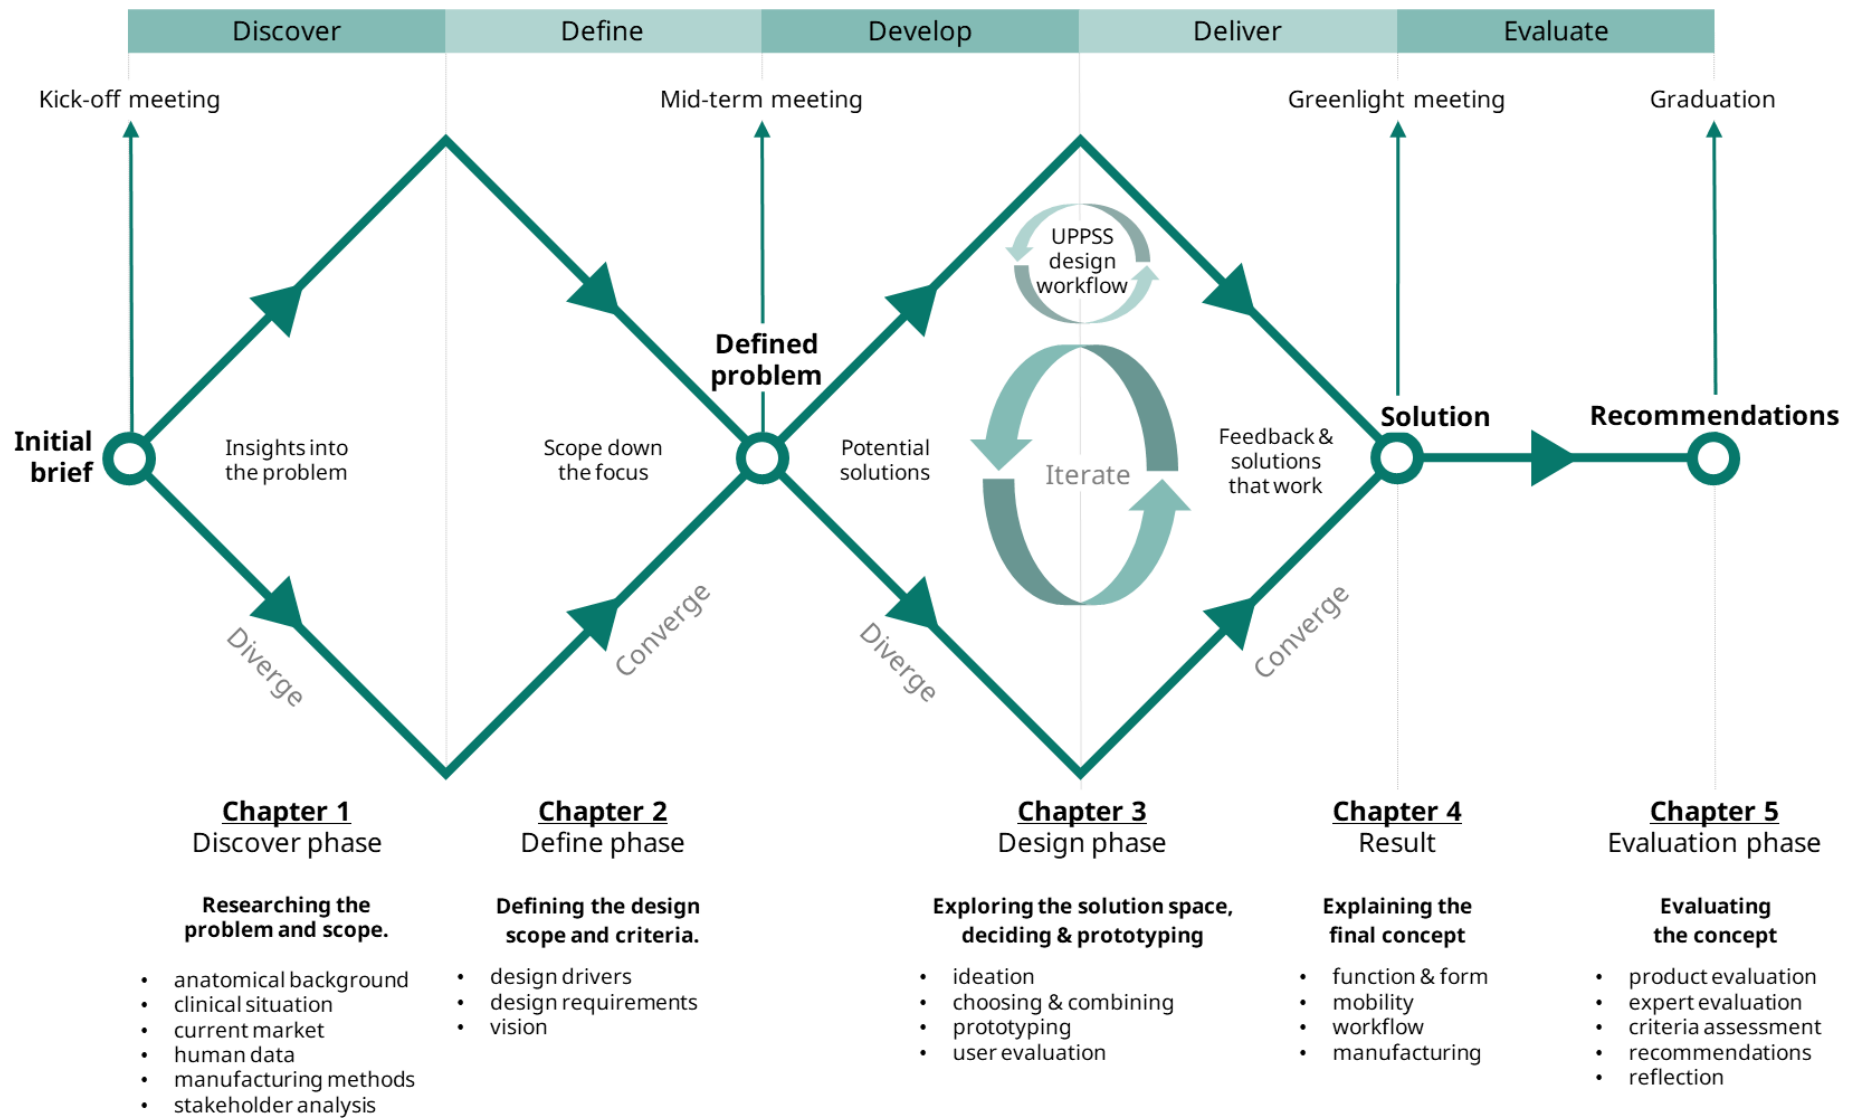 Discover
Define
Develop
Deliver
Evaluate
Kick-off meeting
Mid-term meeting
Greenlight meeting
Graduation
UPPSS
design
workflow
Defined
problem
Initial
brief
Insights into
the problem
Scope down
the focus
Potential
solutions
Iterate
Feedback &
solutions
that work
Solution
Recommendations
Diverge
Converge
Diverge
Converge
Chapter 1
Discover phase
Researching the
problem and scope.
• anatomical background
• clinical situation
• current market
• human data
• manufacturing methods
• stakeholder analysis
Chapter 2
Define phase
Defining the design
scope and criteria.
• design drivers
• design requirements
• vision
Chapter 3
Design phase
Exploring the solution space,
deciding & prototyping
• ideation
• choosing & combining
• prototyping
• user evaluation
Chapter 4
Result
Explaining the
final concept
• function & form
• mobility
• workflow
• manufacturing
Chapter 5
Evaluation phase
Evaluating
the concept
• product evaluation
• expert evaluation
• criteria assessment
• recommendations
• reflection